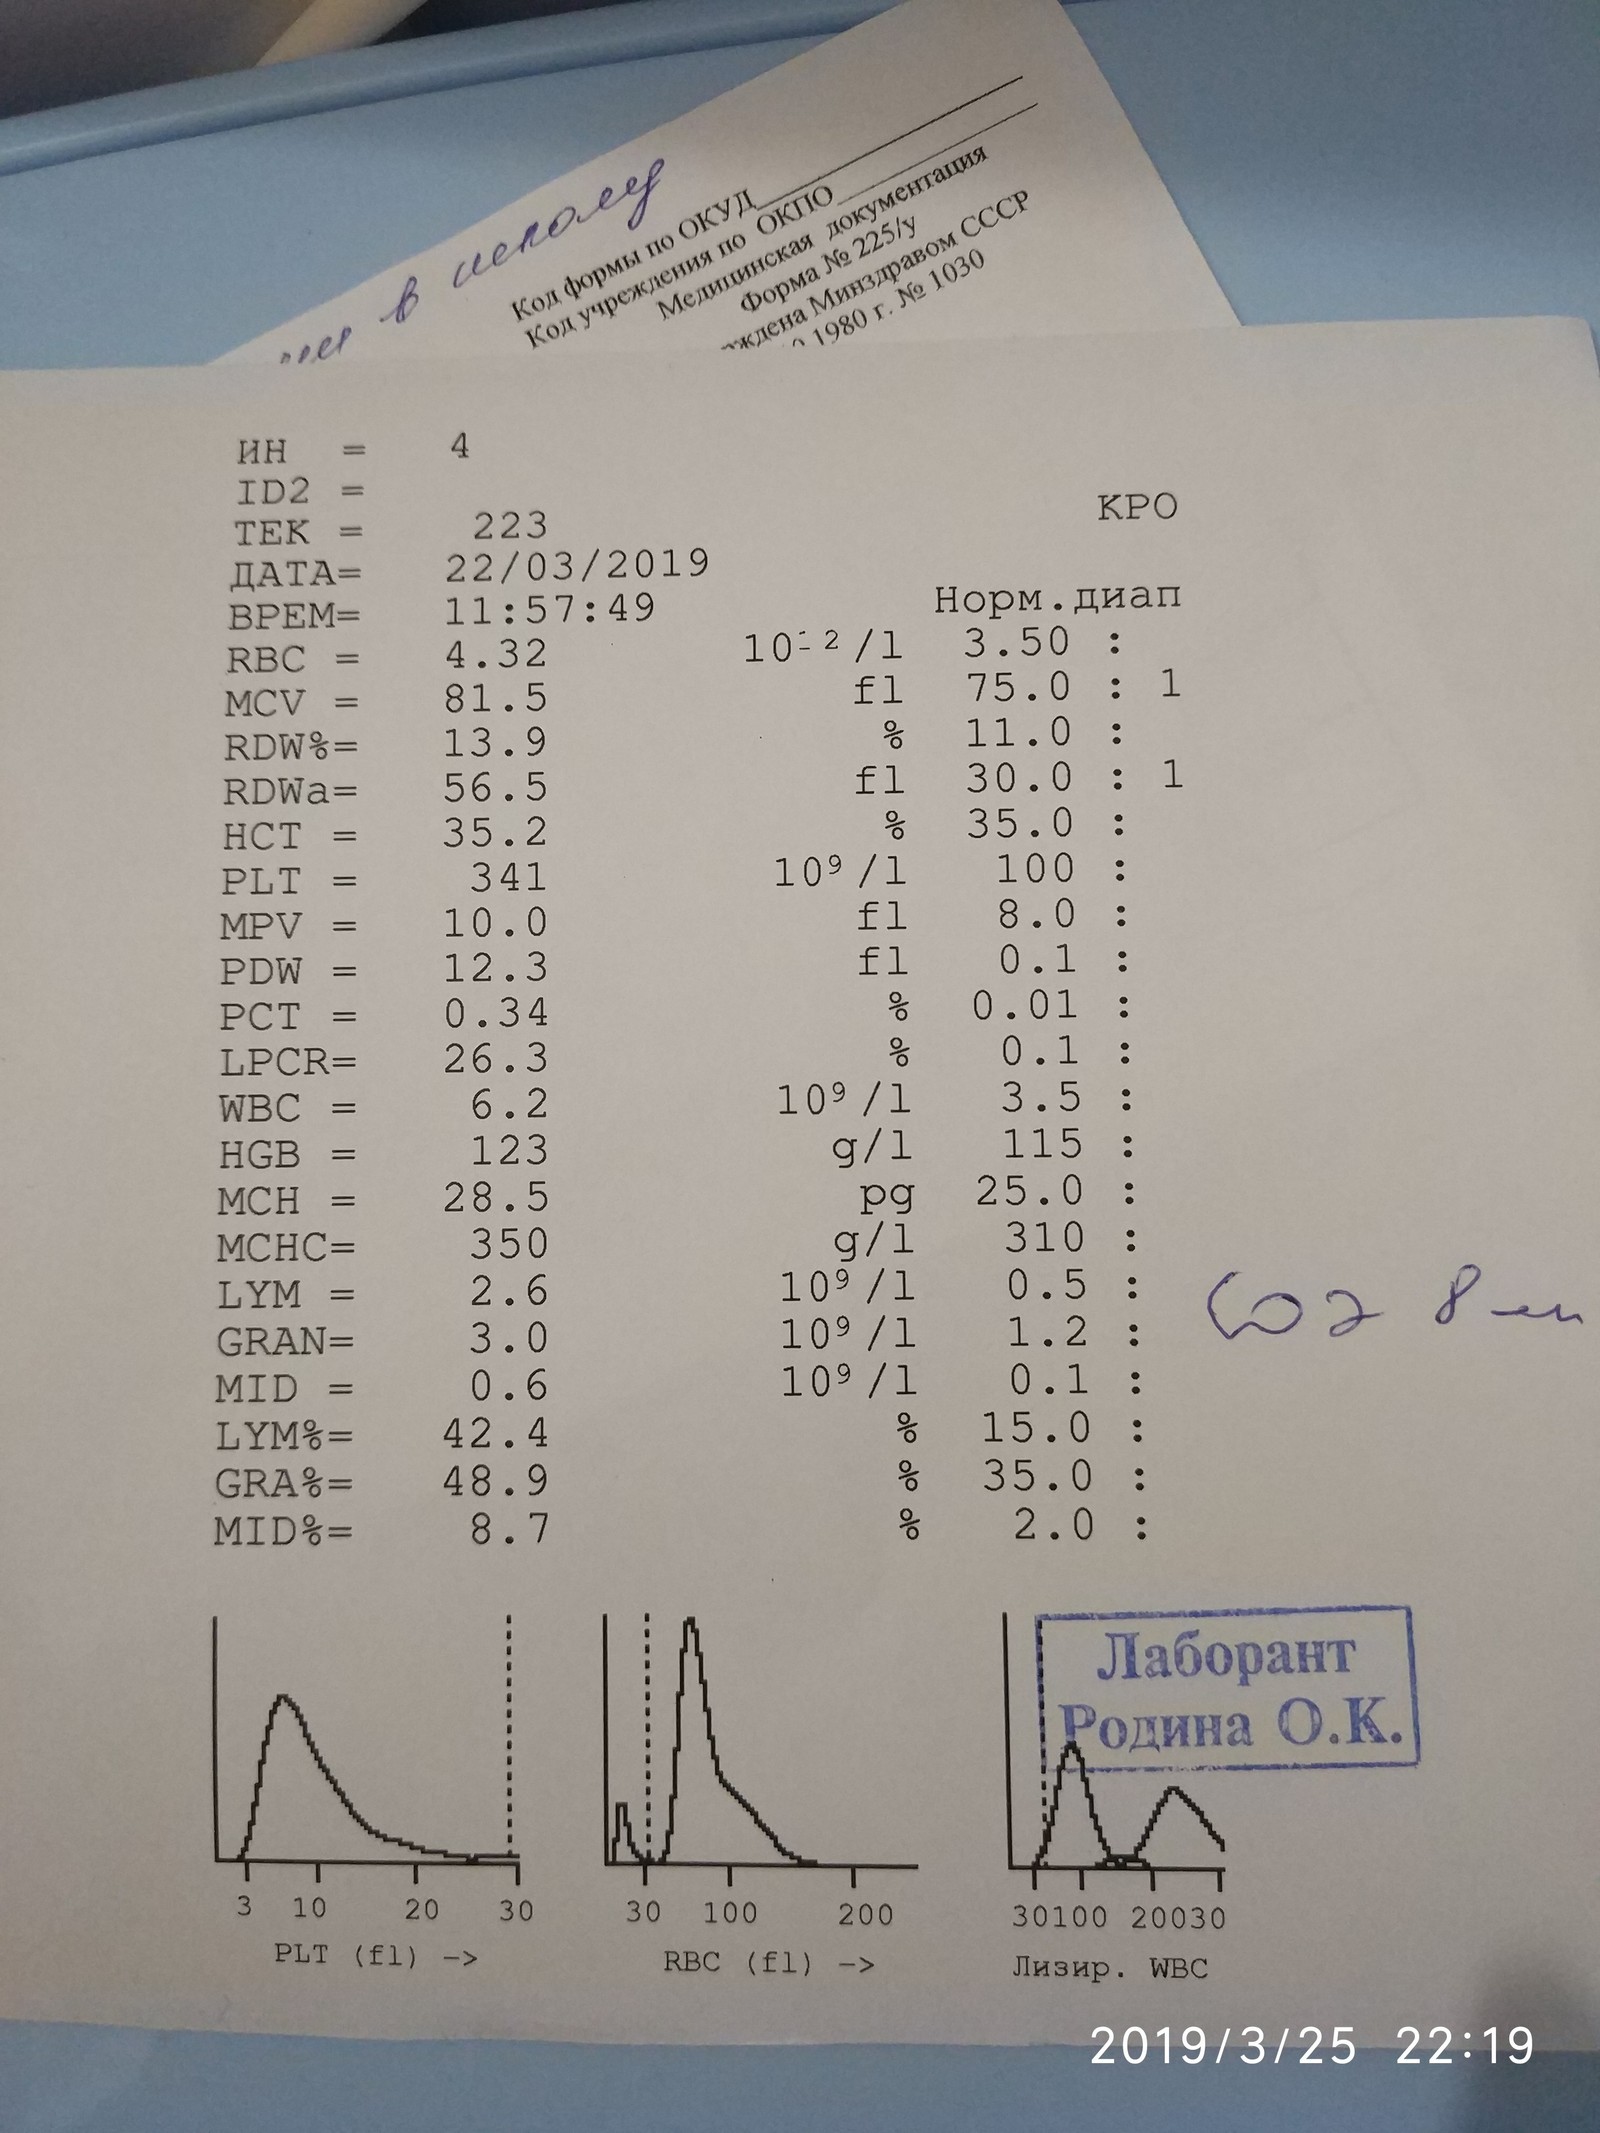 в исполу
Код формы по ОКУД
Код учреждения по ОКПО
Медицинская документация
Форма № 225/у
Минздравом СССР
1980 г. № 1030
ИН = 4
ID2 =
КРО
ТЕК = 223
ДАТА= 22/03/2019
Норм.диап
ВРЕМ= 11:57:49
RBC = 4.32 10-2/l 3.50 :
MCV = 81.5 fl 75.0 : 1
RDW%= 13.9 % 11.0 :
RDWa= 56.5 fl 30.0 : 1
HCT = 35.2 % 35.0 :
PLT = 341 10⁹/l 100 :
MPV = 10.0 fl 8.0 :
PDW = 12.3 fl 0.1 :
PCT = 0.34 % 0.01 :
LPCR= 26.3 % 0.1 :
WBC = 6.2 10⁹/l 3.5 :
HGB = 123 g/l 115 :
MCH = 28.5 pg 25.0 :
MCHC= 350 g/l 310 :
LYM = 2.6 10⁹/l 0.5 :
соэ 8
GRAN= 3.0 10⁹/l 1.2 :
MID = 0.6 10⁹/l 0.1 :
LYM%= 42.4 % 15.0 :
GRA%= 48.9 % 35.0 :
MID%= 8.7 % 2.0 :
Лаборант
Родина О.К.
3 10 20 30
PLT (fl) ->
30 100 200
RBC (fl) ->
30100 20030
Лизир. WBC
2019/3/25 22:19